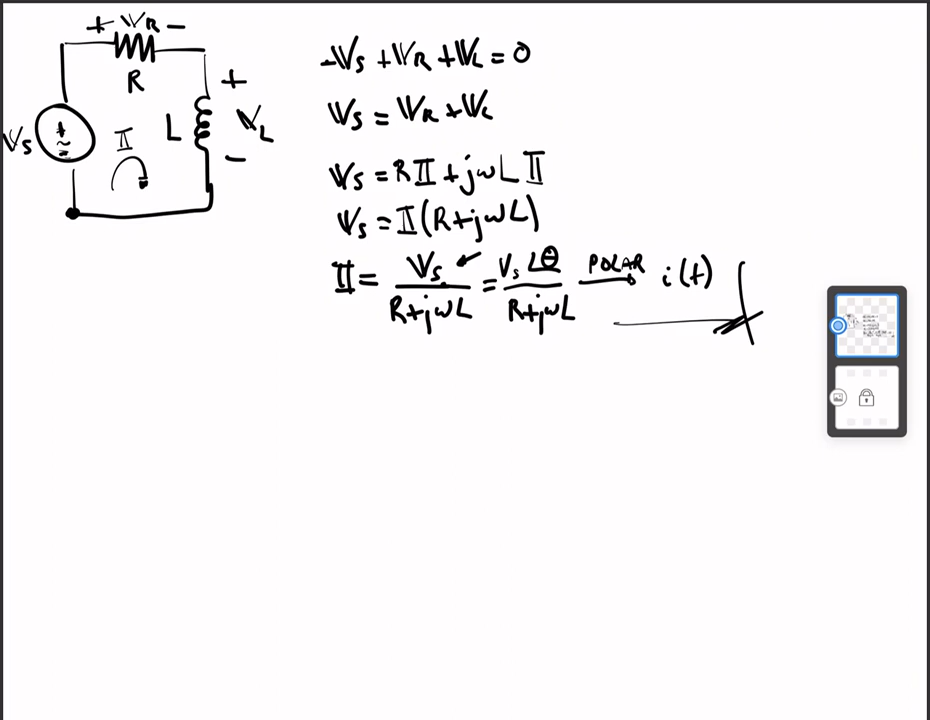 + 𝕍R −
R
+
𝕍S
+
~
𝕀
L
𝕍L
−
-𝕍S + 𝕍R + 𝕍L = 0
𝕍S = 𝕍R + 𝕍L
𝕍S = R𝕀 + jωL𝕀
𝕍S = 𝕀(R + jωL)
𝕀 = 𝕍S / (R + jωL) = VS ∠θ / (R + jωL) POLAR → i(t)